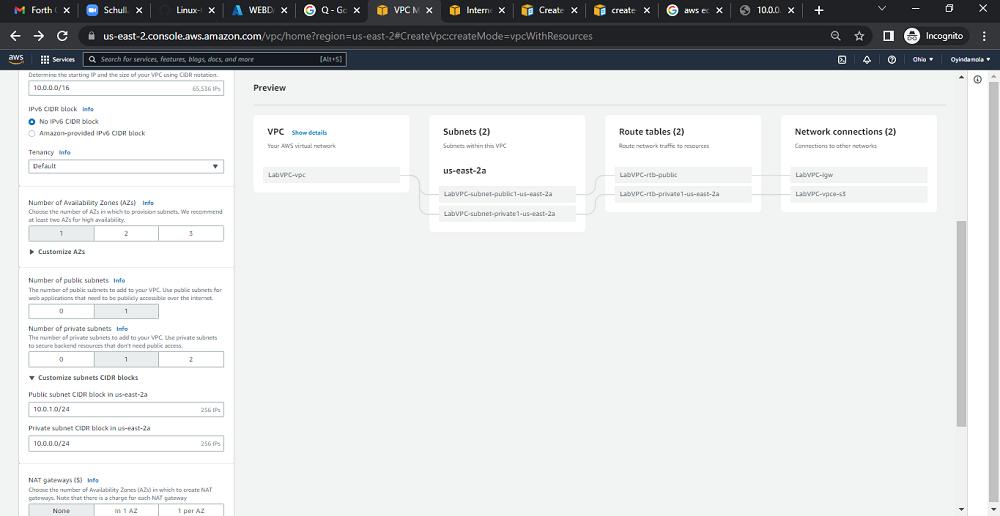 Forth
Schull
Linux-
WEBD
Q - Go
VPC M
Intern
Create
create-
aws ec
10.0.0.
us-east-2.console.aws.amazon.com/vpc/home?region=us-east-2#CreateVpc:createMode=vpcWithResources
Incognito
aws
Services
Search for services, features, blogs, docs, and more
[Alt+S]
Ohio
Oyindamola
Determine the starting IP and the size of your VPC using CIDR notation.
10.0.0.0/16
65,536 IPs
IPv6 CIDR block Info
No IPv6 CIDR block
Amazon-provided IPv6 CIDR block
Tenancy Info
Default
Number of Availability Zones (AZs) Info
Choose the number of AZs in which to provision subnets. We recommend
at least two AZs for high availability.
1 2 3
Customize AZs
Number of public subnets Info
The number of public subnets to add to your VPC. Use public subnets for
web applications that need to be publicly accessible over the internet.
0 1
Number of private subnets Info
The number of private subnets to add to your VPC. Use private subnets
to secure backend resources that don't need public access.
0 1 2
Customize subnets CIDR blocks
Public subnet CIDR block in us-east-2a
10.0.1.0/24
256 IPs
Private subnet CIDR block in us-east-2a
10.0.0.0/24
256 IPs
NAT gateways ($) Info
Choose the number of Availability Zones (AZs) in which to create NAT
gateways. Note that there is a charge for each NAT gateway
None In 1 AZ 1 per AZ
Preview
VPC Show details
Your AWS virtual network
LabVPC-vpc
Subnets (2)
Subnets within this VPC
us-east-2a
LabVPC-subnet-public1-us-east-2a
LabVPC-subnet-private1-us-east-2a
Route tables (2)
Route network traffic to resources
LabVPC-rtb-public
LabVPC-rtb-private1-us-east-2a
Network connections (2)
Connections to other networks
LabVPC-igw
LabVPC-vpce-s3